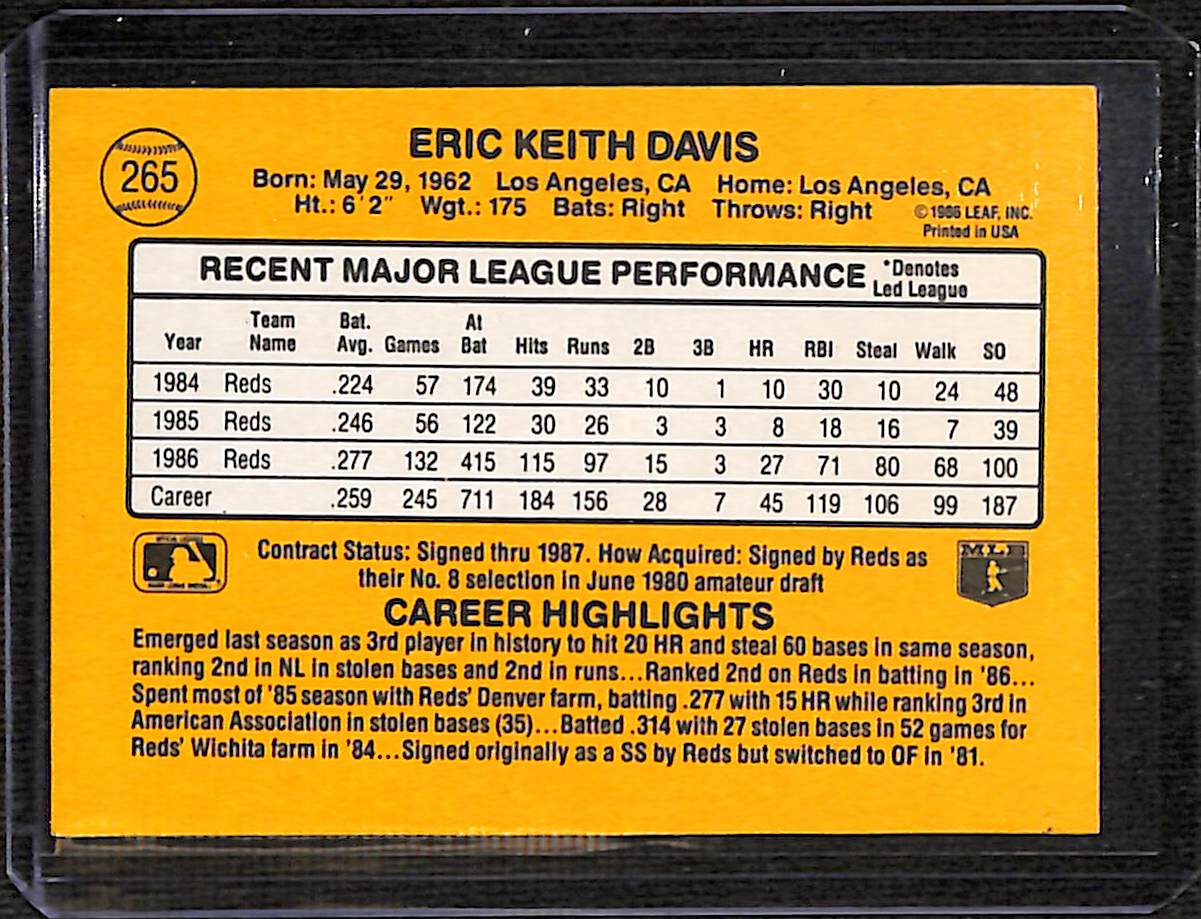 265
ERIC KEITH DAVIS
Born: May 29, 1962 Los Angeles, CA Home: Los Angeles, CA
Ht.: 6'2" Wgt.: 175 Bats: Right Throws: Right
©1986 LEAF, INC.
Printed in USA
RECENT MAJOR LEAGUE PERFORMANCE
*Denotes
Led League
Year Team Name Bat. Avg. Games At Bat Hits Runs 2B 3B HR RBI Steal Walk SO
1984 Reds .224 57 174 39 33 10 1 10 30 10 24 48
1985 Reds .246 56 122 30 26 3 3 8 18 16 7 39
1986 Reds .277 132 415 115 97 15 3 27 71 80 68 100
Career .259 245 711 184 156 28 7 45 119 106 99 187
Contract Status: Signed thru 1987. How Acquired: Signed by Reds as
their No. 8 selection in June 1980 amateur draft
MLB
CAREER HIGHLIGHTS
Emerged last season as 3rd player in history to hit 20 HR and steal 60 bases in same season,
ranking 2nd in NL in stolen bases and 2nd in runs...Ranked 2nd on Reds in batting in '86...
Spent most of '85 season with Reds' Denver farm, batting .277 with 15 HR while ranking 3rd in
American Association in stolen bases (35)...Batted .314 with 27 stolen bases in 52 games for
Reds' Wichita farm in '84...Signed originally as a SS by Reds but switched to OF in '81.